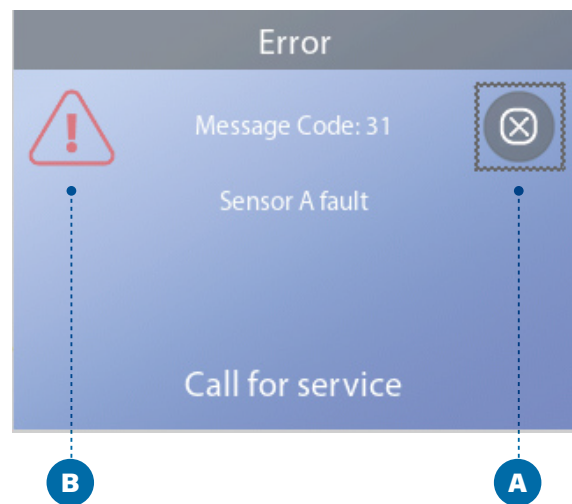 Error
Message Code: 31
Sensor A fault
Call for service
B
A